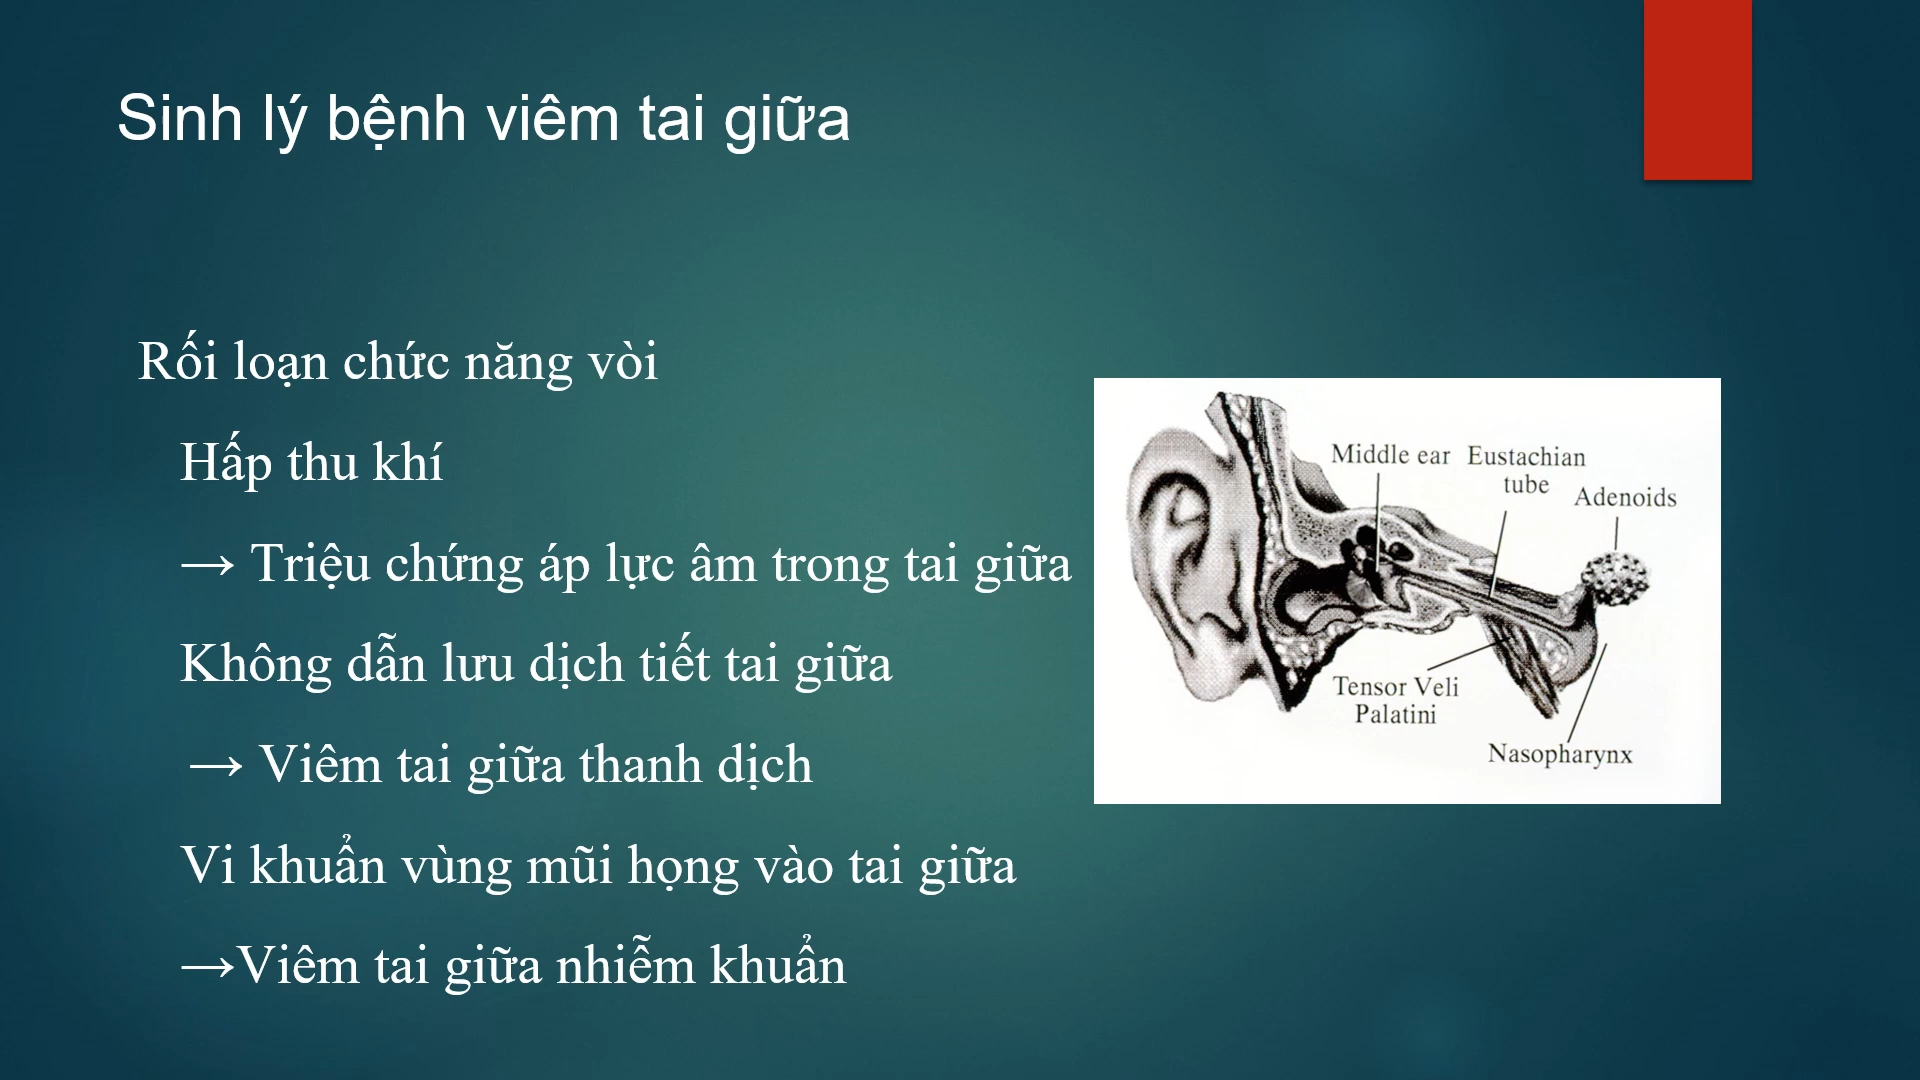 Sinh lý bệnh viêm tai giữa
Rối loạn chức năng vòi
Hấp thu khí
→ Triệu chứng áp lực âm trong tai giữa
Không dẫn lưu dịch tiết tai giữa
→ Viêm tai giữa thanh dịch
Vi khuẩn vùng mũi họng vào tai giữa
→Viêm tai giữa nhiễm khuẩn
Middle ear
Eustachian
tube
Adenoids
Tensor Veli
Palatini
Nasopharynx